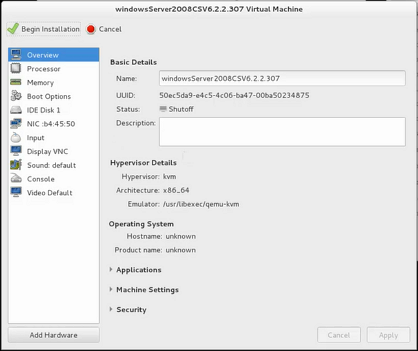 windowsServer2008CSV6.2.2.307 Virtual Machine
Begin Installation Cancel
Overview
Processor
Memory
Boot Options
IDE Disk 1
NIC :b4:45:50
Input
Display VNC
Sound: default
Console
Video Default
Add Hardware
Basic Details
Name: windowsServer2008CSV6.2.2.307
UUID: 50ec5da9-e4c5-4c06-ba47-00ba50234875
Status: Shutoff
Description:
Hypervisor Details
Hypervisor: kvm
Architecture: x86_64
Emulator: /usr/libexec/qemu-kvm
Operating System
Hostname: unknown
Product name: unknown
Applications
Machine Settings
Security
Cancel Apply